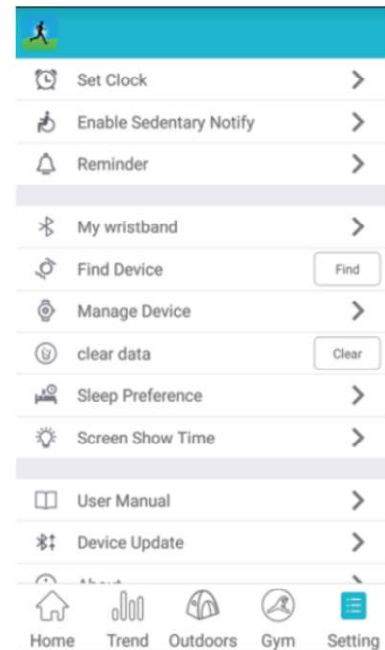 Set Clock
Enable Sedentary Notify
Reminder
My wristband
Find Device Find
Manage Device
clear data Clear
Sleep Preference
Screen Show Time
User Manual
Device Update
Home Trend Outdoors Gym Setting